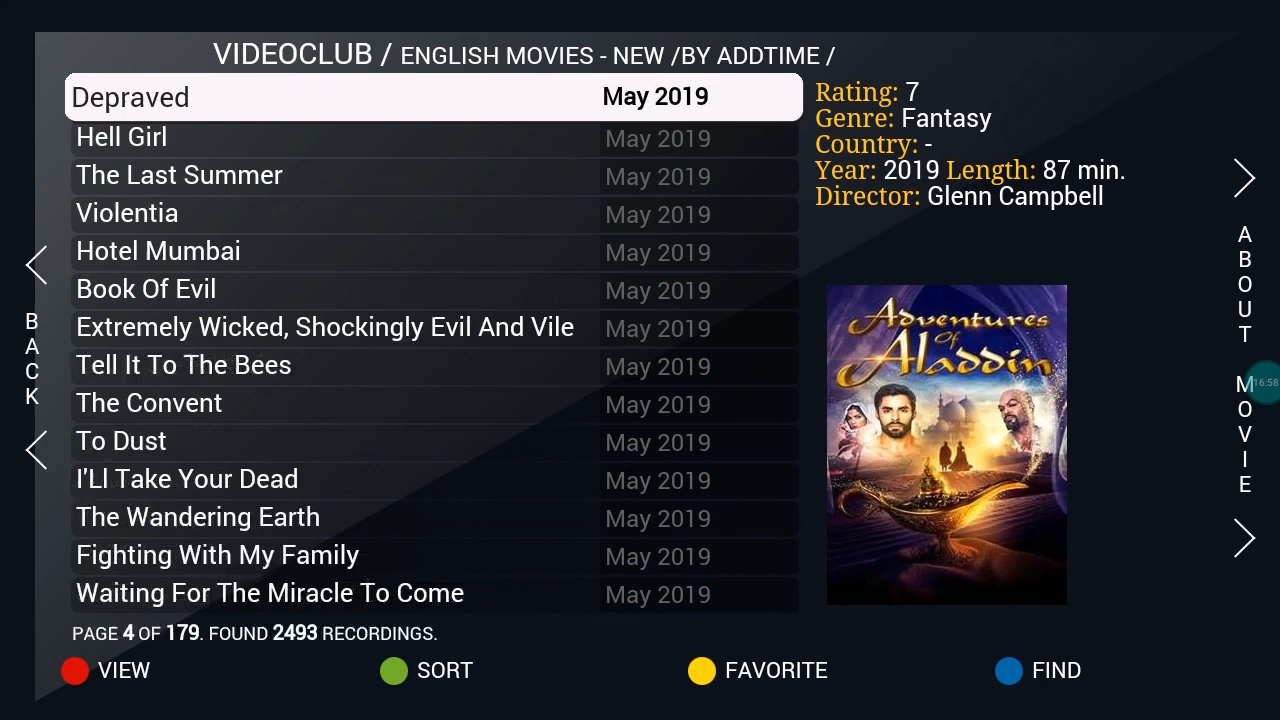 VIDEOCLUB / ENGLISH MOVIES - NEW /BY ADDTIME /
Depraved May 2019
Hell Girl May 2019
The Last Summer May 2019
Violentia May 2019
Hotel Mumbai May 2019
Book Of Evil May 2019
Extremely Wicked, Shockingly Evil And Vile May 2019
Tell It To The Bees May 2019
The Convent May 2019
To Dust May 2019
I'Ll Take Your Dead May 2019
The Wandering Earth May 2019
Fighting With My Family May 2019
Waiting For The Miracle To Come May 2019
PAGE 4 OF 179. FOUND 2493 RECORDINGS.
Rating: 7
Genre: Fantasy
Country: -
Year: 2019 Length: 87 min.
Director: Glenn Campbell
Adventures
Of
Aladdin
BACK
ABOUT MOVIE
16:58
VIEW SORT FAVORITE FIND